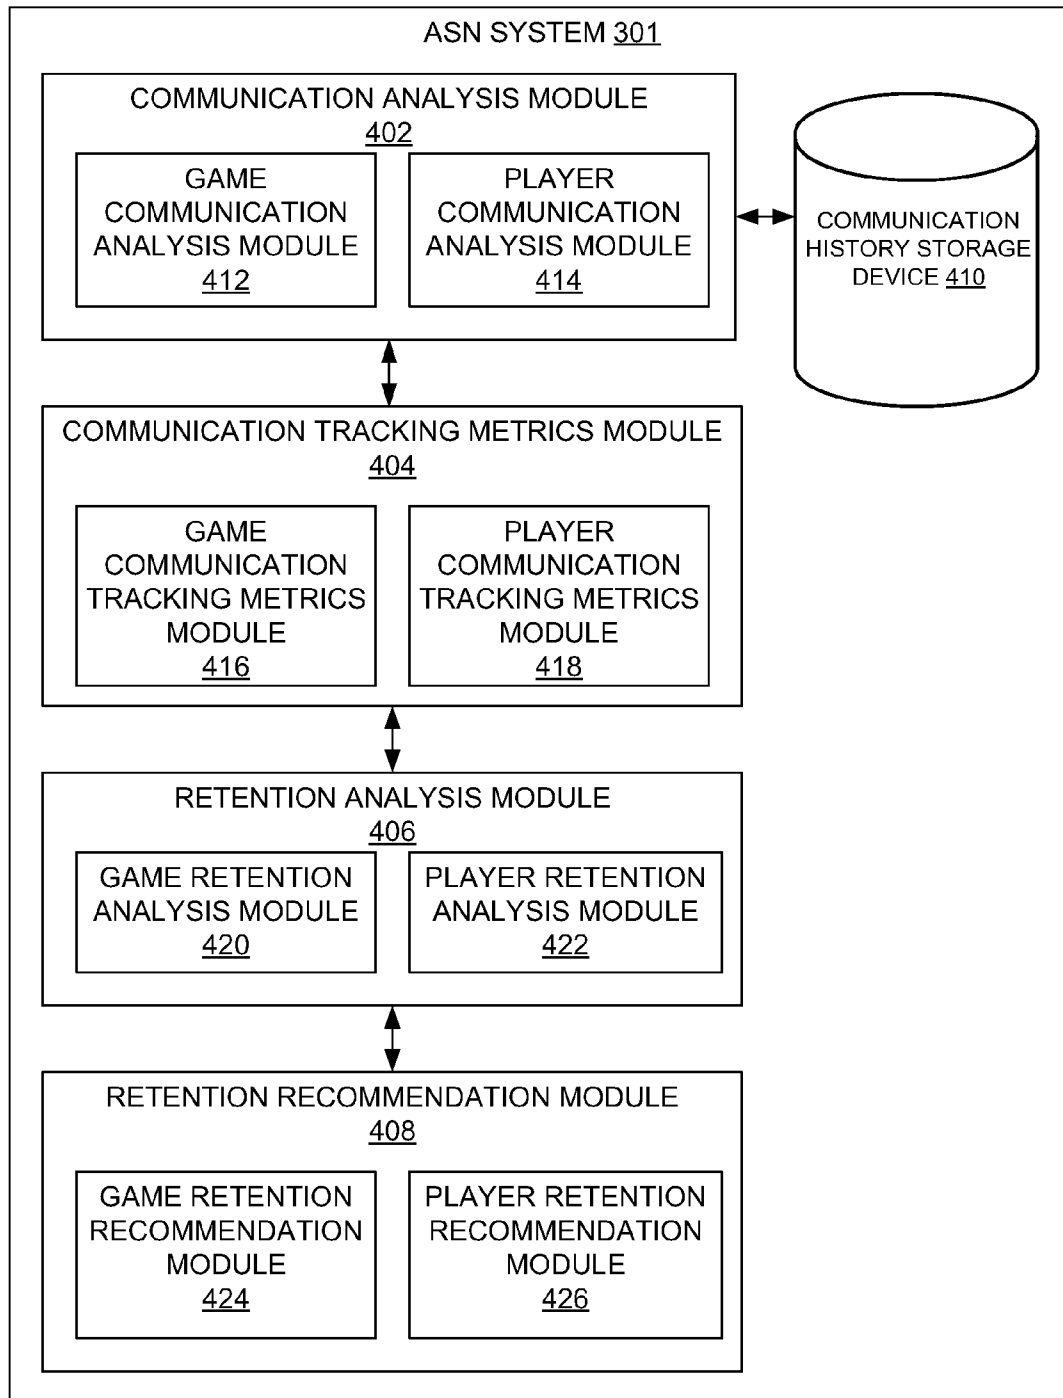 ASN SYSTEM 301
COMMUNICATION ANALYSIS MODULE
402
GAME
COMMUNICATION
ANALYSIS MODULE
412
PLAYER
COMMUNICATION
ANALYSIS MODULE
414
COMMUNICATION
HISTORY STORAGE
DEVICE 410
COMMUNICATION TRACKING METRICS MODULE
404
GAME
COMMUNICATION
TRACKING METRICS
MODULE
416
PLAYER
COMMUNICATION
TRACKING METRICS
MODULE
418
RETENTION ANALYSIS MODULE
406
GAME RETENTION
ANALYSIS MODULE
420
PLAYER RETENTION
ANALYSIS MODULE
422
RETENTION RECOMMENDATION MODULE
408
GAME RETENTION
RECOMMENDATION
MODULE
424
PLAYER RETENTION
RECOMMENDATION
MODULE
426